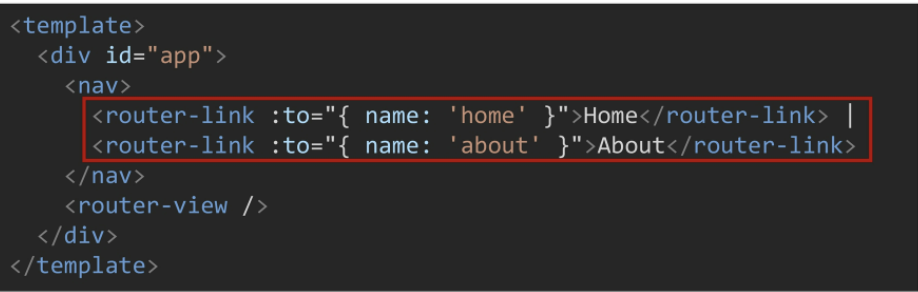 <template>
  <div id="app">
    <nav>
      <router-link :to="{ name: 'home' }">Home</router-link> |
      <router-link :to="{ name: 'about' }">About</router-link>
    </nav>
    <router-view />
  </div>
</template>